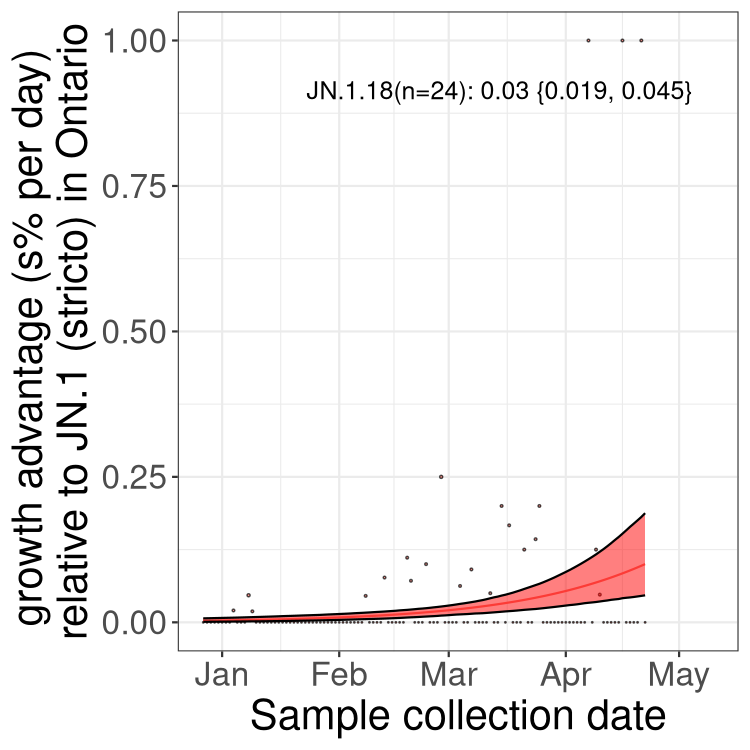 growth advantage (s% per day)
relative to JN.1 (stricto) in Ontario
1.00
0.75
0.50
0.25
0.00
JN.1.18(n=24): 0.03 {0.019, 0.045}
Jan Feb Mar Apr May
Sample collection date